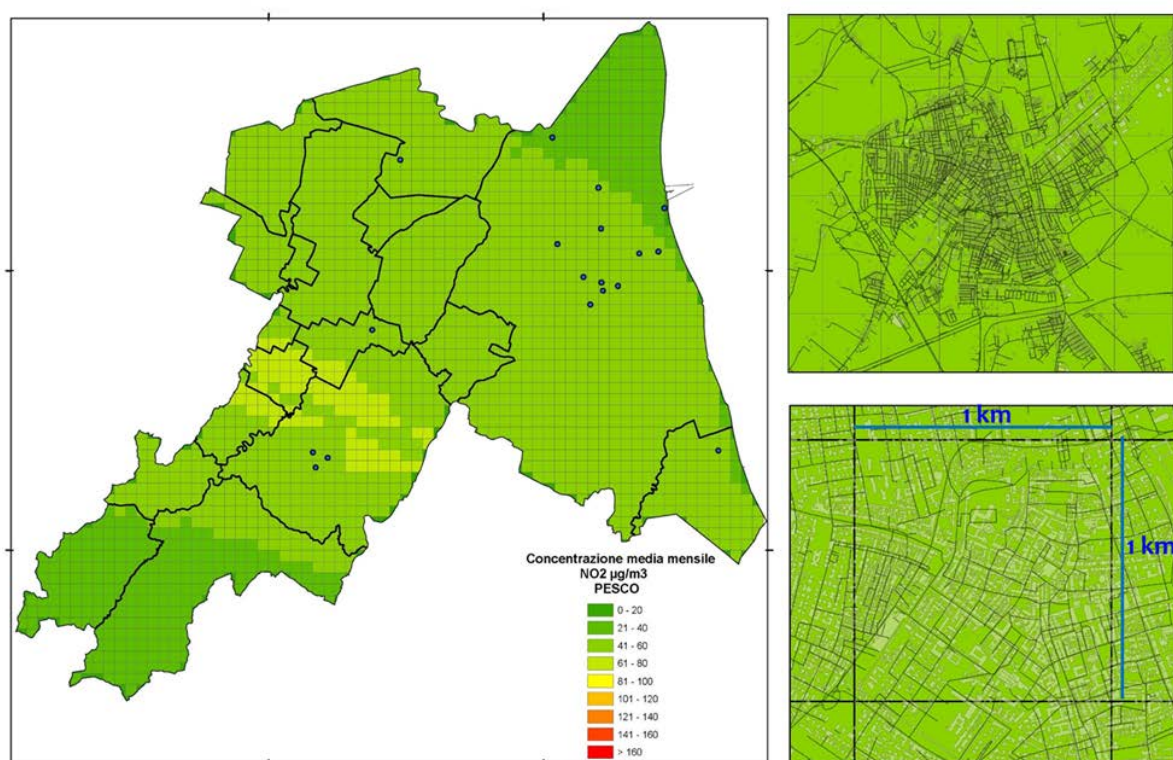 1 km
1 km
Concentrazione media mensile
NO2 µg/m3
PESCO
0 - 20
21 - 40
41 - 60
61 - 80
81 - 100
101 - 120
121 - 140
141 - 160
> 160